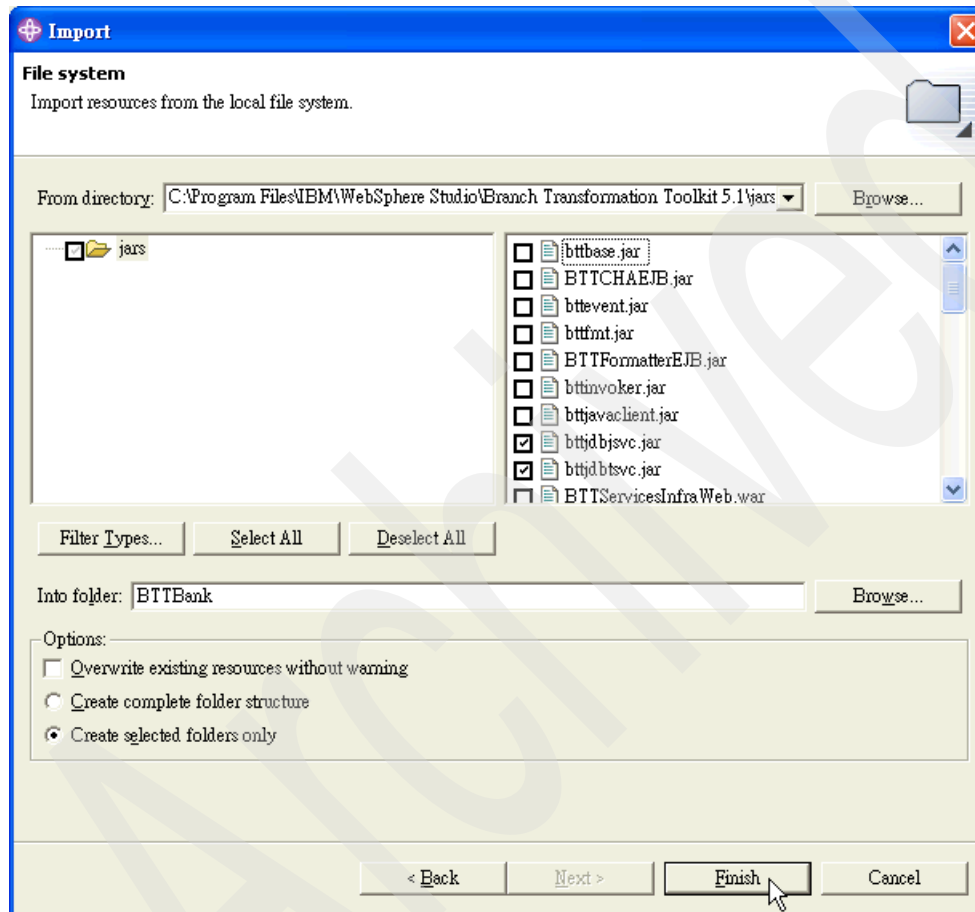 Import
File system
Import resources from the local file system.
From directory: C:\Program Files\IBM\WebSphere Studio\Branch Transformation Toolkit 5.1\jars Browse...
jars
bttbase.jar
BTTCHAEJB.jar
bttevent.jar
bttfmt.jar
BTTFormatterEJB.jar
bttinvoker.jar
bttjavaclient.jar
bttjdbjsvc.jar
bttjdbtsvc.jar
BTTServicesInfraWeb.war
Filter Types... Select All Deselect All
Into folder: BTTBank Browse...
Options:
Overwrite existing resources without warning
Create complete folder structure
Create selected folders only
< Back Next > Finish Cancel
Archived